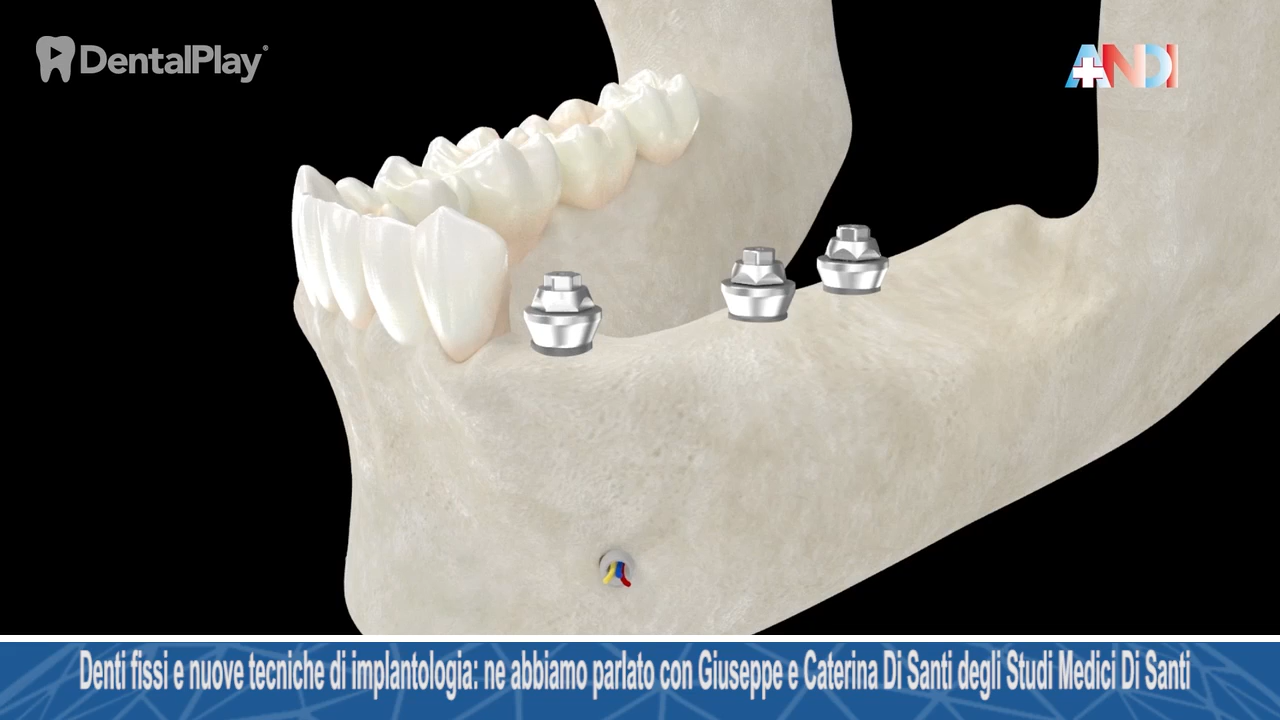 DentalPlay®
ANDI
Denti fissi e nuove tecniche di implantologia: ne abbiamo parlato con Giuseppe e Caterina Di Santi degli Studi Medici Di Santi